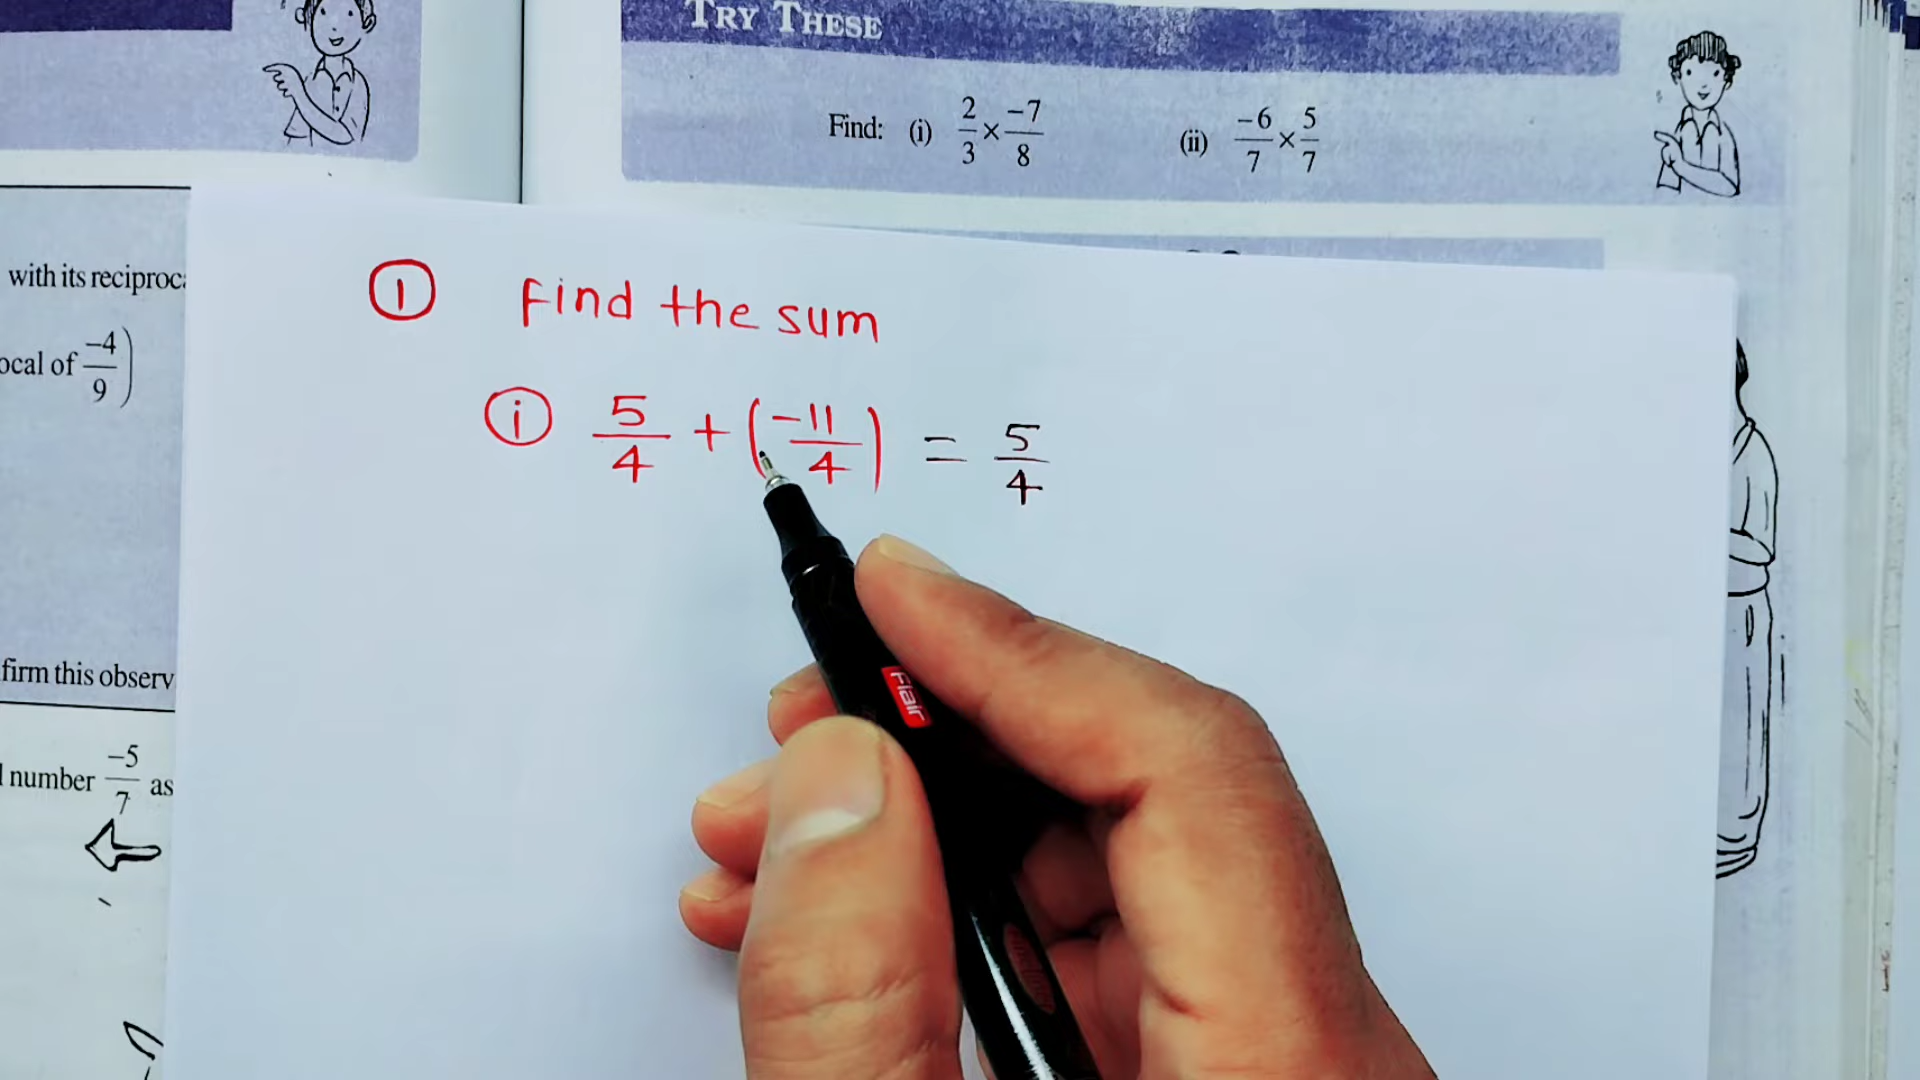 TRY THESE
Find: (i) 2/3 × -7/8 (ii) -6/7 × 5/7
with its reciproc
ocal of -4/9)
firm this observ
number -5/7 as
① Find the sum
ⓘ 5/4 + (-11/4) = 5/4
Flair